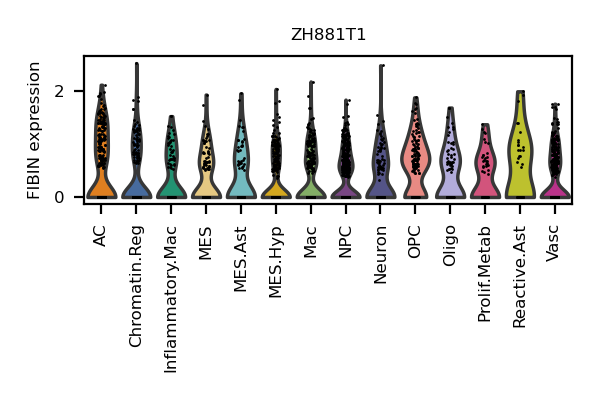 ZH881T1
FIBIN expression
2
0
AC
Chromatin.Reg
Inflammatory.Mac
MES
MES.Ast
MES.Hyp
Mac
NPC
Neuron
OPC
Oligo
Prolif.Metab
Reactive.Ast
Vasc